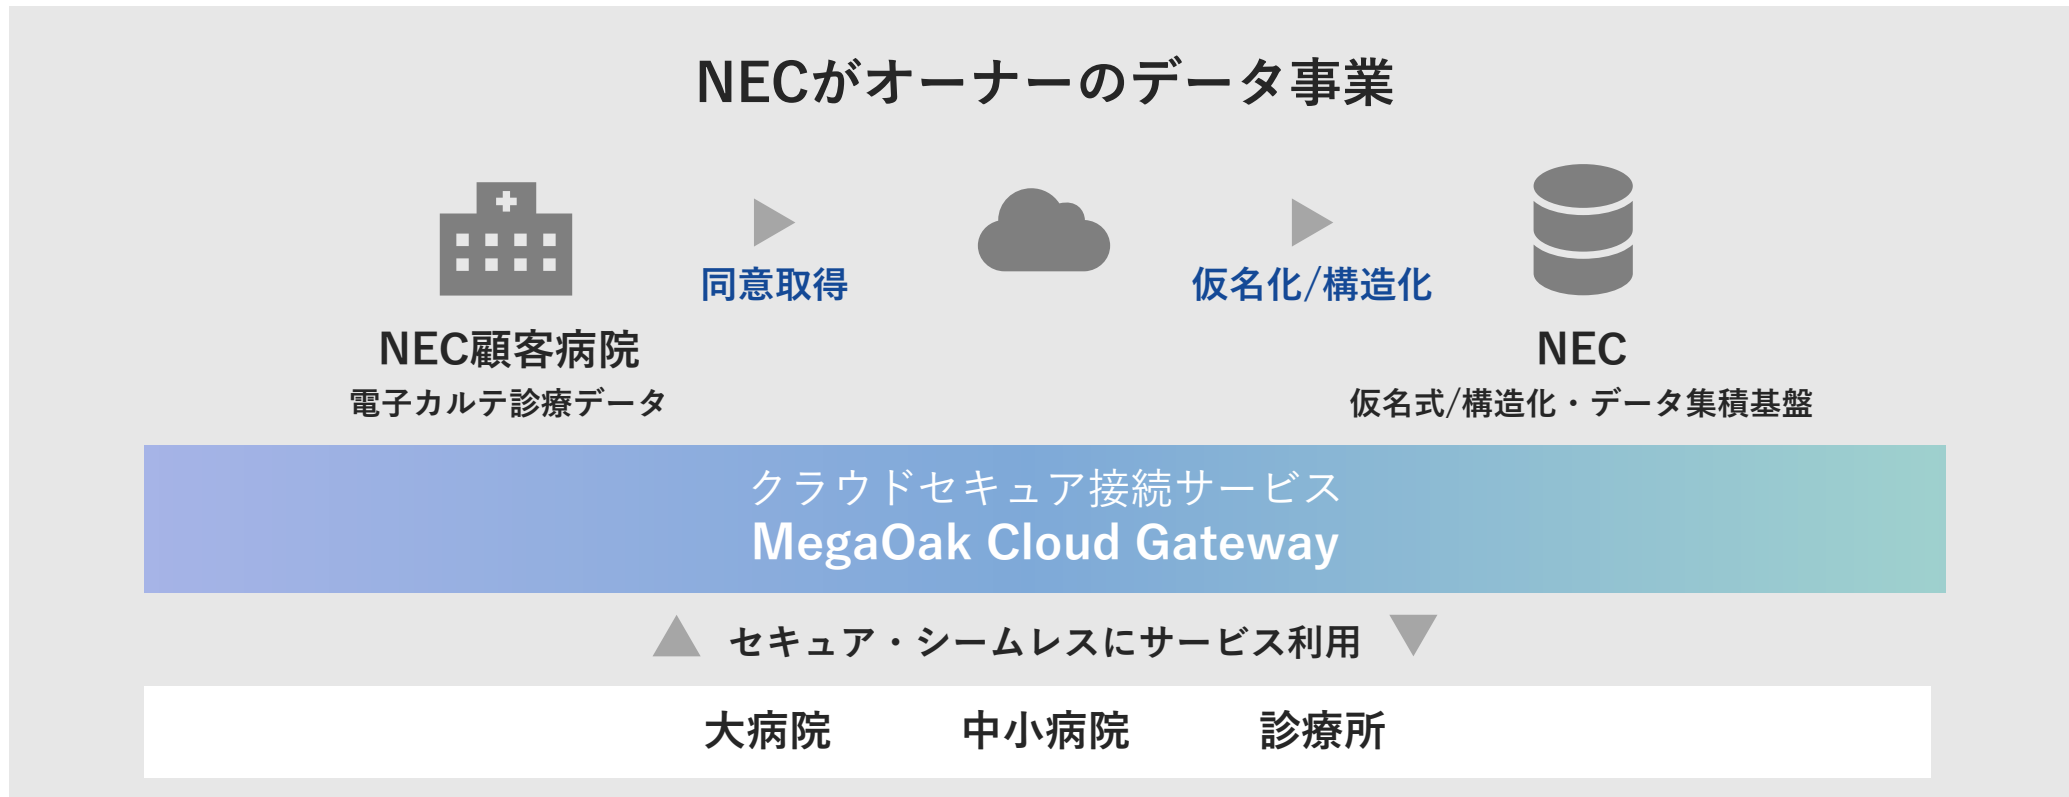 NECがオーナーのデータ事業
同意取得
仮名化/構造化
NEC顧客病院
NEC
電子カルテ診療データ
仮名式/構造化・データ集積基盤
クラウドセキュア接続サービス
MegaOak Cloud Gateway
セキュア・シームレスにサービス利用
大病院 中小病院 診療所